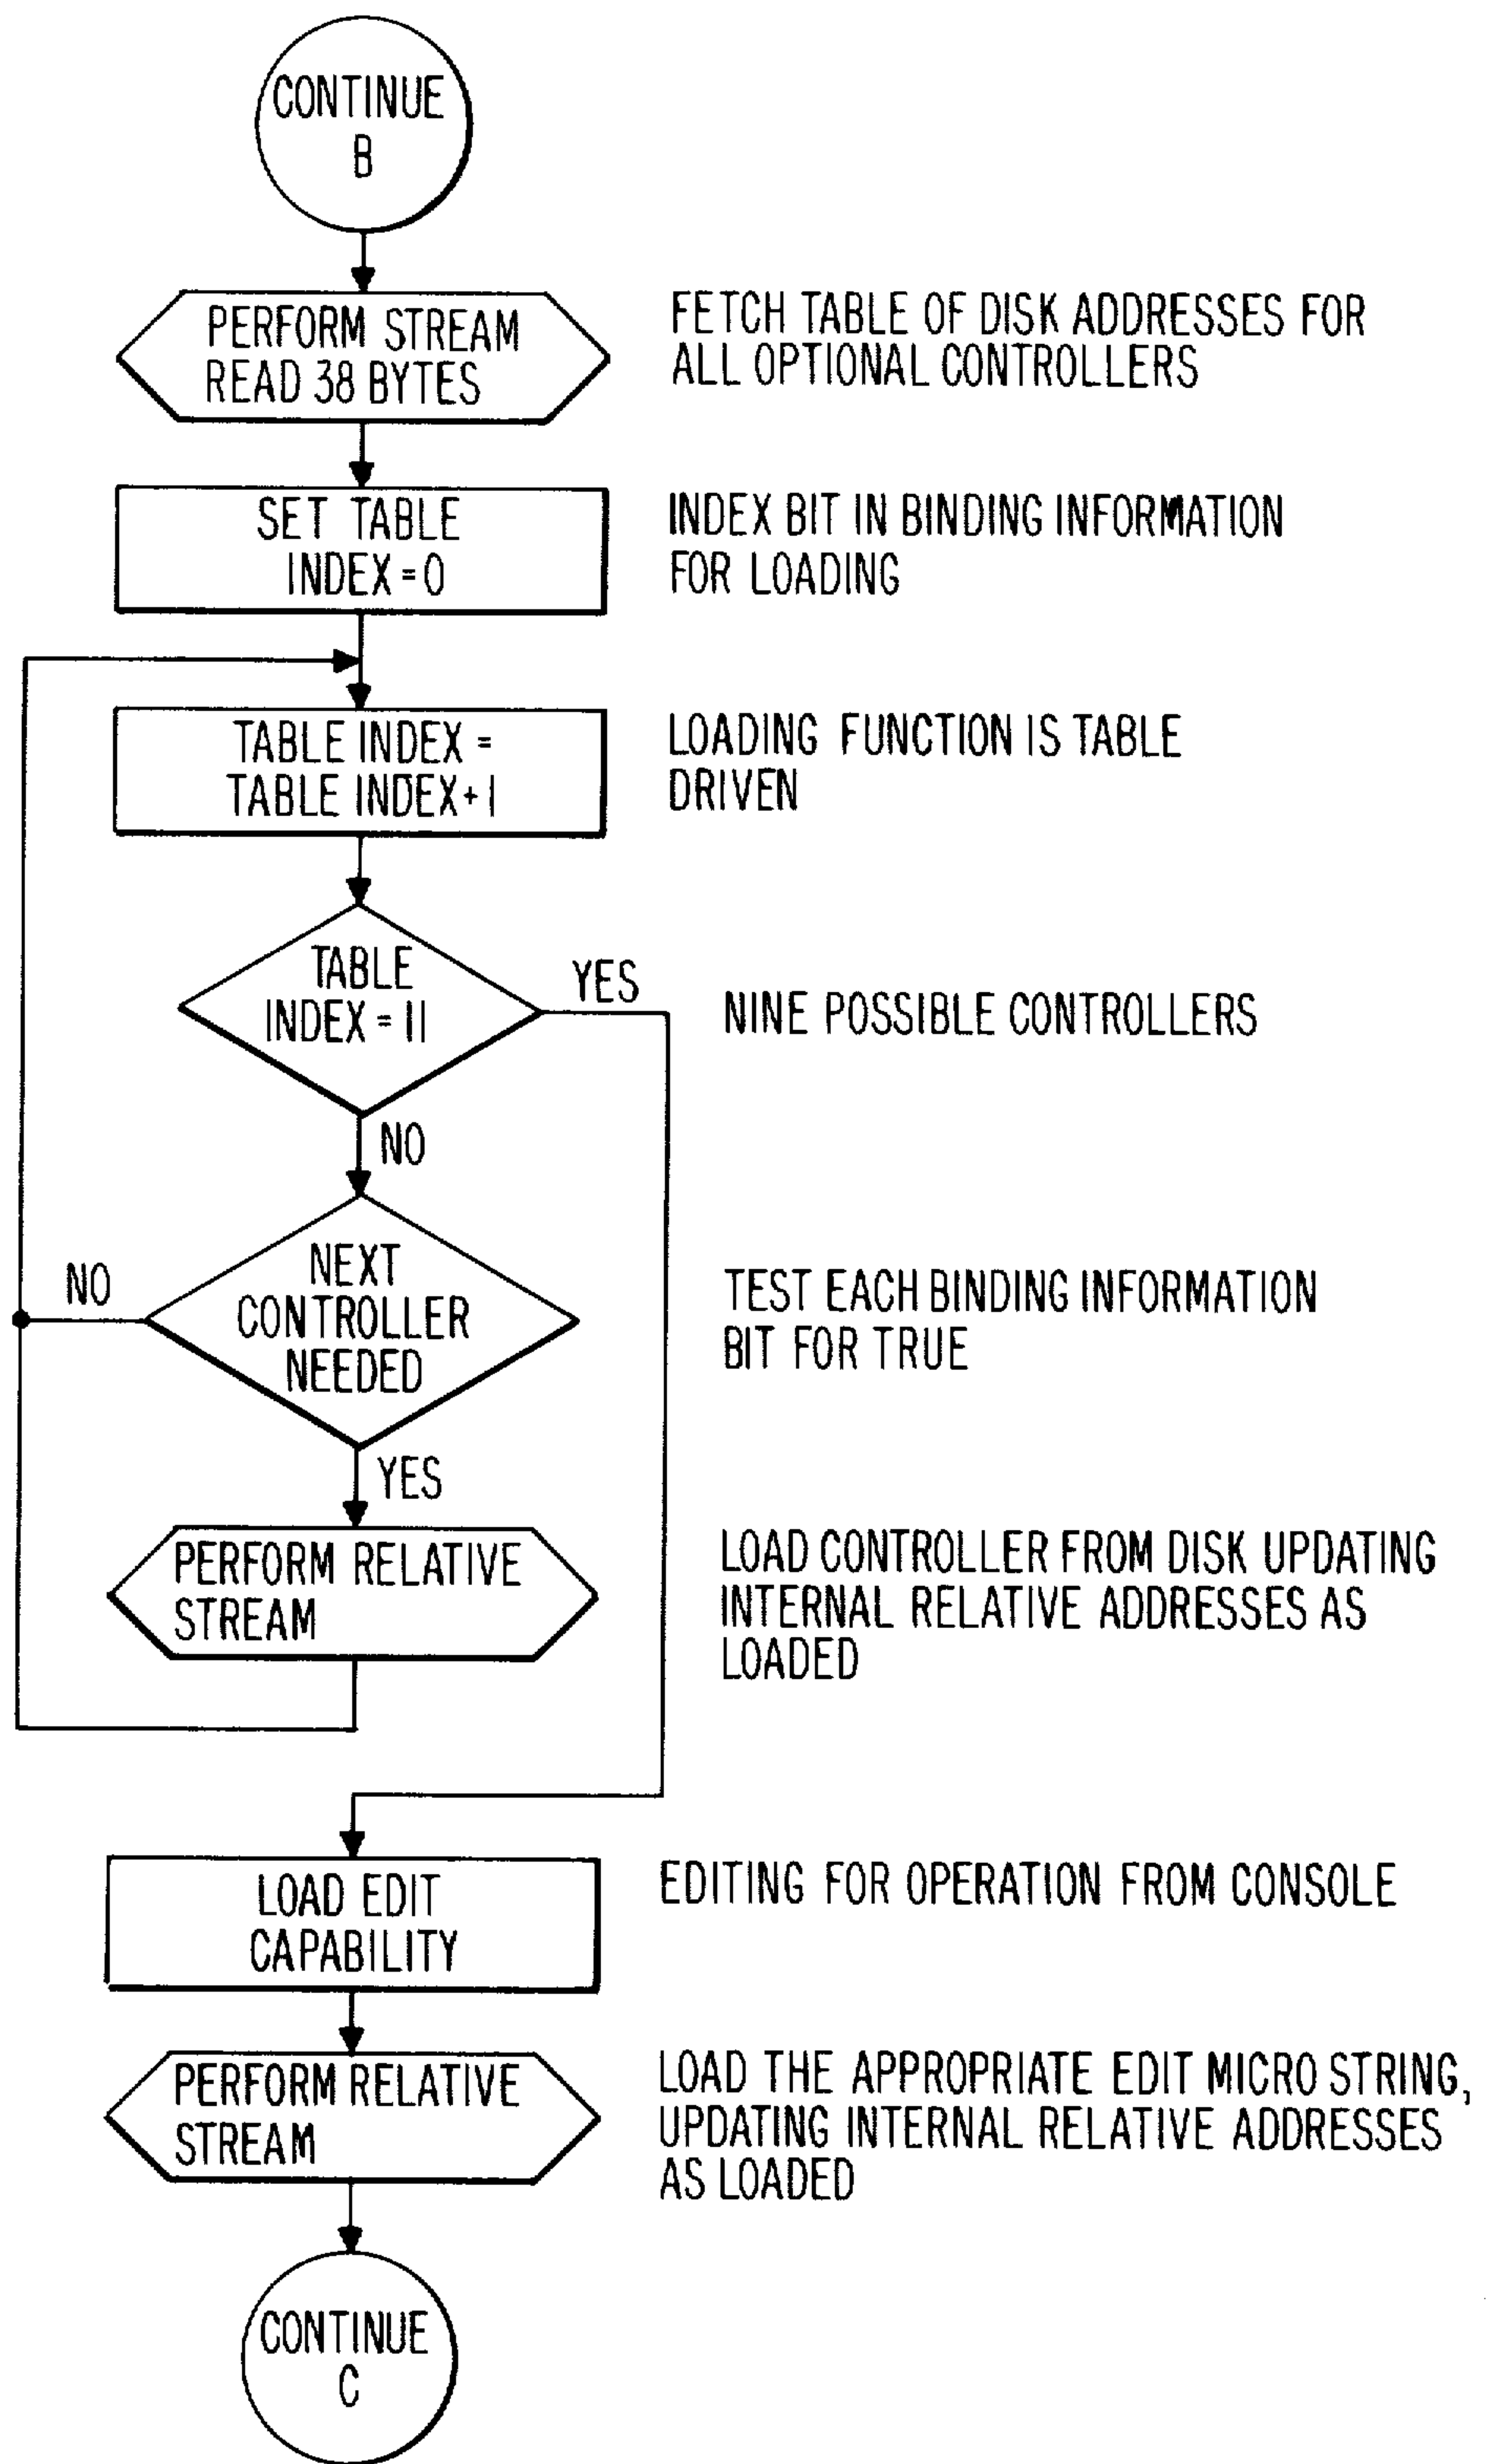 CONTINUE
B
PERFORM STREAM
READ 38 BYTES
FETCH TABLE OF DISK ADDRESSES FOR
ALL OPTIONAL CONTROLLERS
SET TABLE
INDEX=0
INDEX BIT IN BINDING INFORMATION
FOR LOADING
TABLE INDEX=
TABLE INDEX+1
LOADING FUNCTION IS TABLE
DRIVEN
TABLE
INDEX=11
YES
NINE POSSIBLE CONTROLLERS
NO
NEXT
CONTROLLER
NEEDED
NO
TEST EACH BINDING INFORMATION
BIT FOR TRUE
YES
PERFORM RELATIVE
STREAM
LOAD CONTROLLER FROM DISK UPDATING
INTERNAL RELATIVE ADDRESSES AS
LOADED
LOAD EDIT
CAPABILITY
EDITING FOR OPERATION FROM CONSOLE
PERFORM RELATIVE
STREAM
LOAD THE APPROPRIATE EDIT MICRO STRING,
UPDATING INTERNAL RELATIVE ADDRESSES
AS LOADED
CONTINUE
C